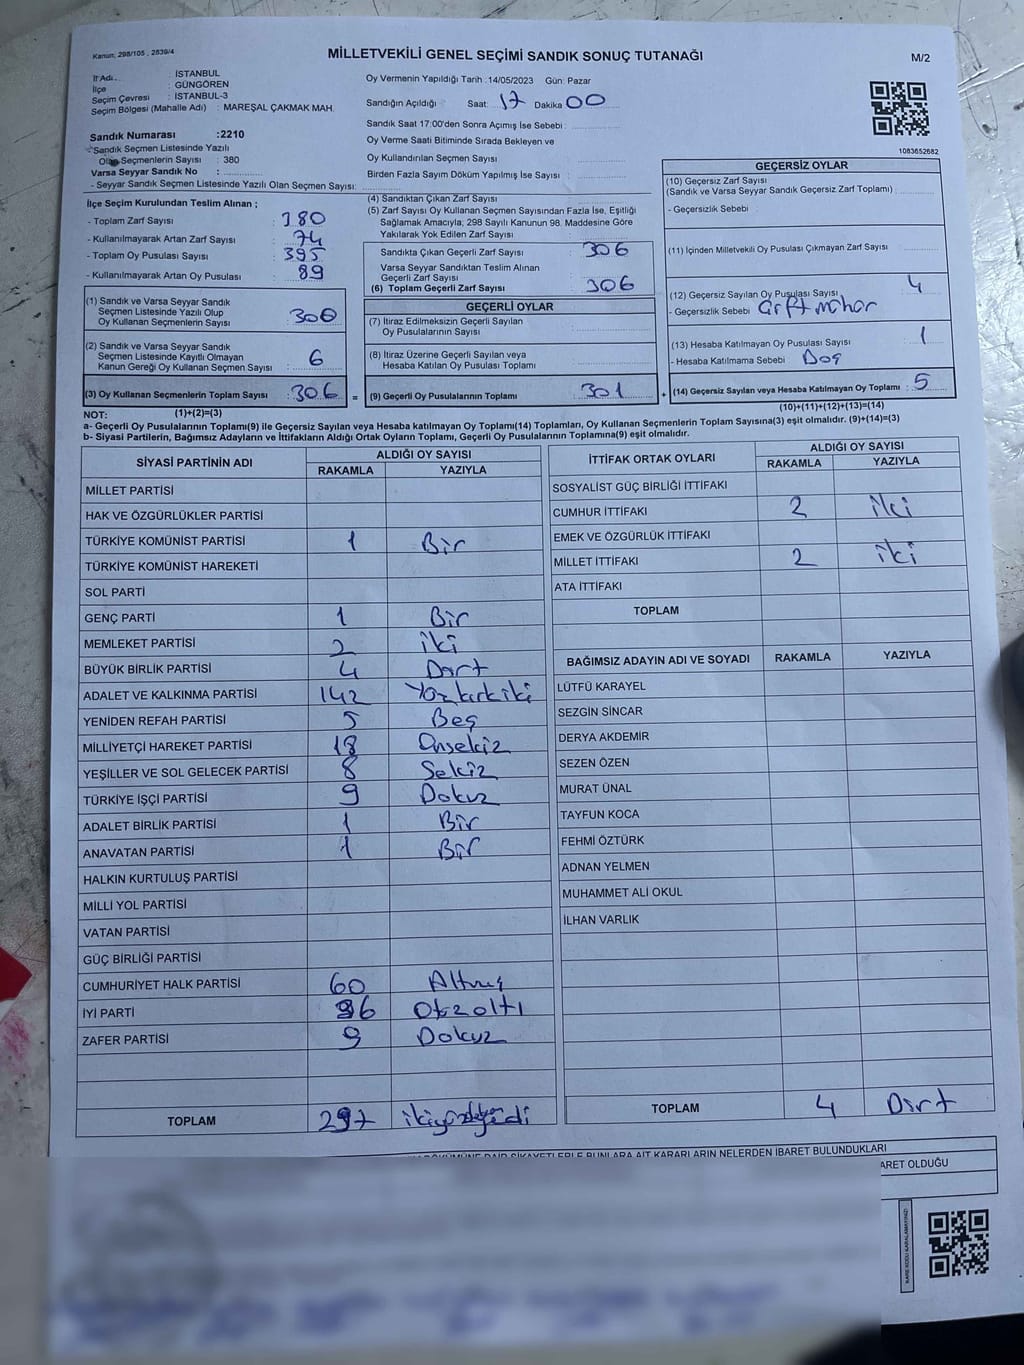 Kanun; 298/105 , 2839/4
MİLLETVEKİLİ GENEL SEÇİMİ SANDIK SONUÇ TUTANAĞI
M/2
İl Adı : İSTANBUL
İlçe : GÜNGÖREN
Seçim Çevresi : İSTANBUL-3
Seçim Bölgesi (Mahalle Adı) : MAREŞAL ÇAKMAK MAH.
Oy Vermenin Yapıldığı Tarih :14/05/2023 Gün: Pazar
Sandığın Açıldığı Saat: 17 Dakika 00
Sandık Saat 17:00'den Sonra Açımış İse Sebebi :
Oy Verme Saati Bitiminde Sırada Bekleyen ve
Oy Kullandırılan Seçmen Sayısı
Birden Fazla Sayım Döküm Yapılmış İse Sayısı
1083652682
Sandık Numarası :2210
Sandık Seçmen Listesinde Yazılı
Olan Seçmenlerin Sayısı : 380
Varsa Seyyar Sandık No :
- Seyyar Sandık Seçmen Listesinde Yazılı Olan Seçmen Sayısı:
İlçe Seçim Kurulundan Teslim Alınan ;
- Toplam Zarf Sayısı : 380
- Kullanılmayarak Artan Zarf Sayısı : 74
- Toplam Oy Pusulası Sayısı : 395
- Kullanılmayarak Artan Oy Pusulası : 89
(4) Sandıktan Çıkan Zarf Sayısı
(5) Zarf Sayısı Oy Kullanan Seçmen Sayısından Fazla İse, Eşitliği
Sağlamak Amacıyla; 298 Sayılı Kanunun 98. Maddesine Göre
Yakılarak Yok Edilen Zarf Sayısı
Sandıkta Çıkan Geçerli Zarf Sayısı 306
Varsa Seyyar Sandıktan Teslim Alınan
Geçerli Zarf Sayısı
(6) Toplam Geçerli Zarf Sayısı 306
GEÇERSİZ OYLAR
(10) Geçersiz Zarf Sayısı
(Sandık ve Varsa Seyyar Sandık Geçersiz Zarf Toplamı) :
- Geçersizlik Sebebi :
(11) İçinden Milletvekili Oy Pusulası Çıkmayan Zarf Sayısı
(12) Geçersiz Sayılan Oy Pusulası Sayısı : 4
- Geçersizlik Sebebi Çift mühür
(13) Hesaba Katılmayan Oy Pusulası Sayısı : 1
- Hesaba Katılmama Sebebi : Boş
(14) Geçersiz Sayılan veya Hesaba Katılmayan Oy Toplamı : 5
(10)+(11)+(12)+(13)=(14)
(1) Sandık ve Varsa Seyyar Sandık
Seçmen Listesinde Yazılı Olup
Oy Kullanan Seçmenlerin Sayısı : 300
(2) Sandık ve Varsa Seyyar Sandık
Seçmen Listesinde Kayıtlı Olmayan
Kanun Gereği Oy Kullanan Seçmen Sayısı : 6
(3) Oy Kullanan Seçmenlerin Toplam Sayısı : 306 =
(1)+(2)=(3)
GEÇERLİ OYLAR
(7) İtiraz Edilmeksizin Geçerli Sayılan
Oy Pusulalarının Sayısı
(8) İtiraz Üzerine Geçerli Sayılan veya
Hesaba Katılan Oy Pusulası Toplamı
(9) Geçerli Oy Pusulalarının Toplamı : 301 +
NOT:
a- Geçerli Oy Pusulalarının Toplamı(9) ile Geçersiz Sayılan veya Hesaba katılmayan Oy Toplamı(14) Toplamları, Oy Kullanan Seçmenlerin Toplam Sayısına(3) eşit olmalıdır. (9)+(14)=(3)
b- Siyasi Partilerin, Bağımsız Adayların ve İttifakların Aldığı Ortak Oyların Toplamı, Geçerli Oy Pusulalarının Toplamına(9) eşit olmalıdır.
SİYASİ PARTİNİN ADI ALDIĞI OY SAYISI
RAKAMLA YAZIYLA
MİLLET PARTİSİ
HAK VE ÖZGÜRLÜKLER PARTİSİ
TÜRKİYE KOMÜNİST PARTİSİ 1 Bir
TÜRKİYE KOMÜNİST HAREKETİ
SOL PARTİ
GENÇ PARTİ 1 Bir
MEMLEKET PARTİSİ 2 iki
BÜYÜK BİRLİK PARTİSİ 4 Dört
ADALET VE KALKINMA PARTİSİ 142 Yüzkırkiki
YENİDEN REFAH PARTİSİ 5 Beş
MİLLİYETÇİ HAREKET PARTİSİ 18 Onsekiz
YEŞİLLER VE SOL GELECEK PARTİSİ 8 Sekiz
TÜRKİYE İŞÇİ PARTİSİ 9 Dokuz
ADALET BİRLİK PARTİSİ 1 Bir
ANAVATAN PARTİSİ 1 Bir
HALKIN KURTULUŞ PARTİSİ
MİLLİ YOL PARTİSİ
VATAN PARTİSİ
GÜÇ BİRLİĞİ PARTİSİ
CUMHURİYET HALK PARTİSİ 60 Altmış
İYİ PARTİ 36 Otuzaltı
ZAFER PARTİSİ 9 Dokuz
TOPLAM 297 ikiyüzdoksanyedi
İTTİFAK ORTAK OYLARI ALDIĞI OY SAYISI
RAKAMLA YAZIYLA
SOSYALİST GÜÇ BİRLİĞİ İTTİFAKI
CUMHUR İTTİFAKI 2 iki
EMEK VE ÖZGÜRLÜK İTTİFAKI
MİLLET İTTİFAKI 2 iki
ATA İTTİFAKI
TOPLAM
BAĞIMSIZ ADAYIN ADI VE SOYADI RAKAMLA YAZIYLA
LÜTFÜ KARAYEL
SEZGİN SİNCAR
DERYA AKDEMİR
SEZEN ÖZEN
MURAT ÜNAL
TAYFUN KOCA
FEHMİ ÖZTÜRK
ADNAN YELMEN
MUHAMMET ALİ OKUL
İLHAN VARLIK
TOPLAM 4 Dört
DÖKÜMÜNE DAİR ŞİKAYETLERLE BUNLARA AİT KARARLARIN NELERDEN İBARET BULUNDUKLARI
ARET OLDUĞU
KARE KODU KARALAMAYINIZ!